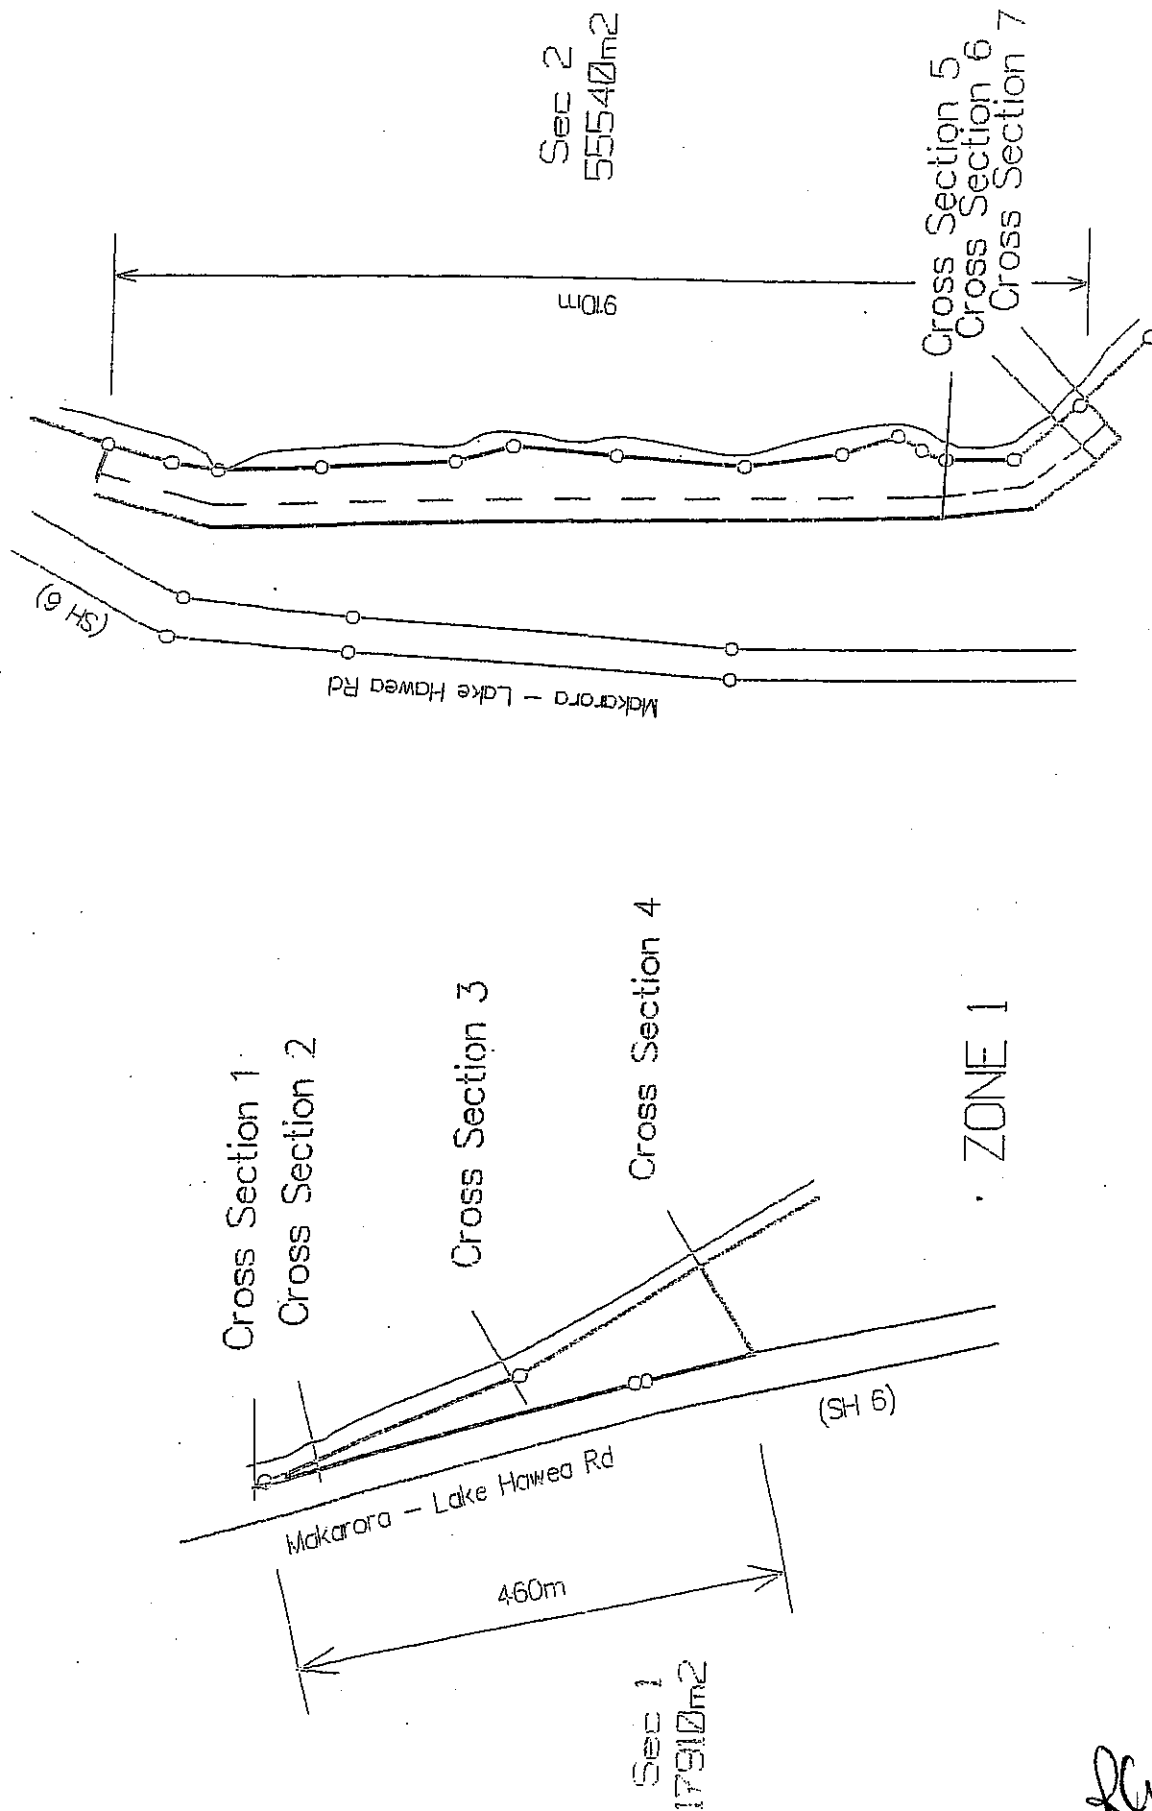 Sec 2
55540m2
910m
Cross Section 5
Cross Section 6
Cross Section 7
(SH 6)
Makarora - Lake Hawea Rd
Cross Section 1
Cross Section 2
Cross Section 3
Cross Section 4
ZONE 1
(SH 6)
Makarora - Lake Hawea Rd
460m
Sec 1
17910m2